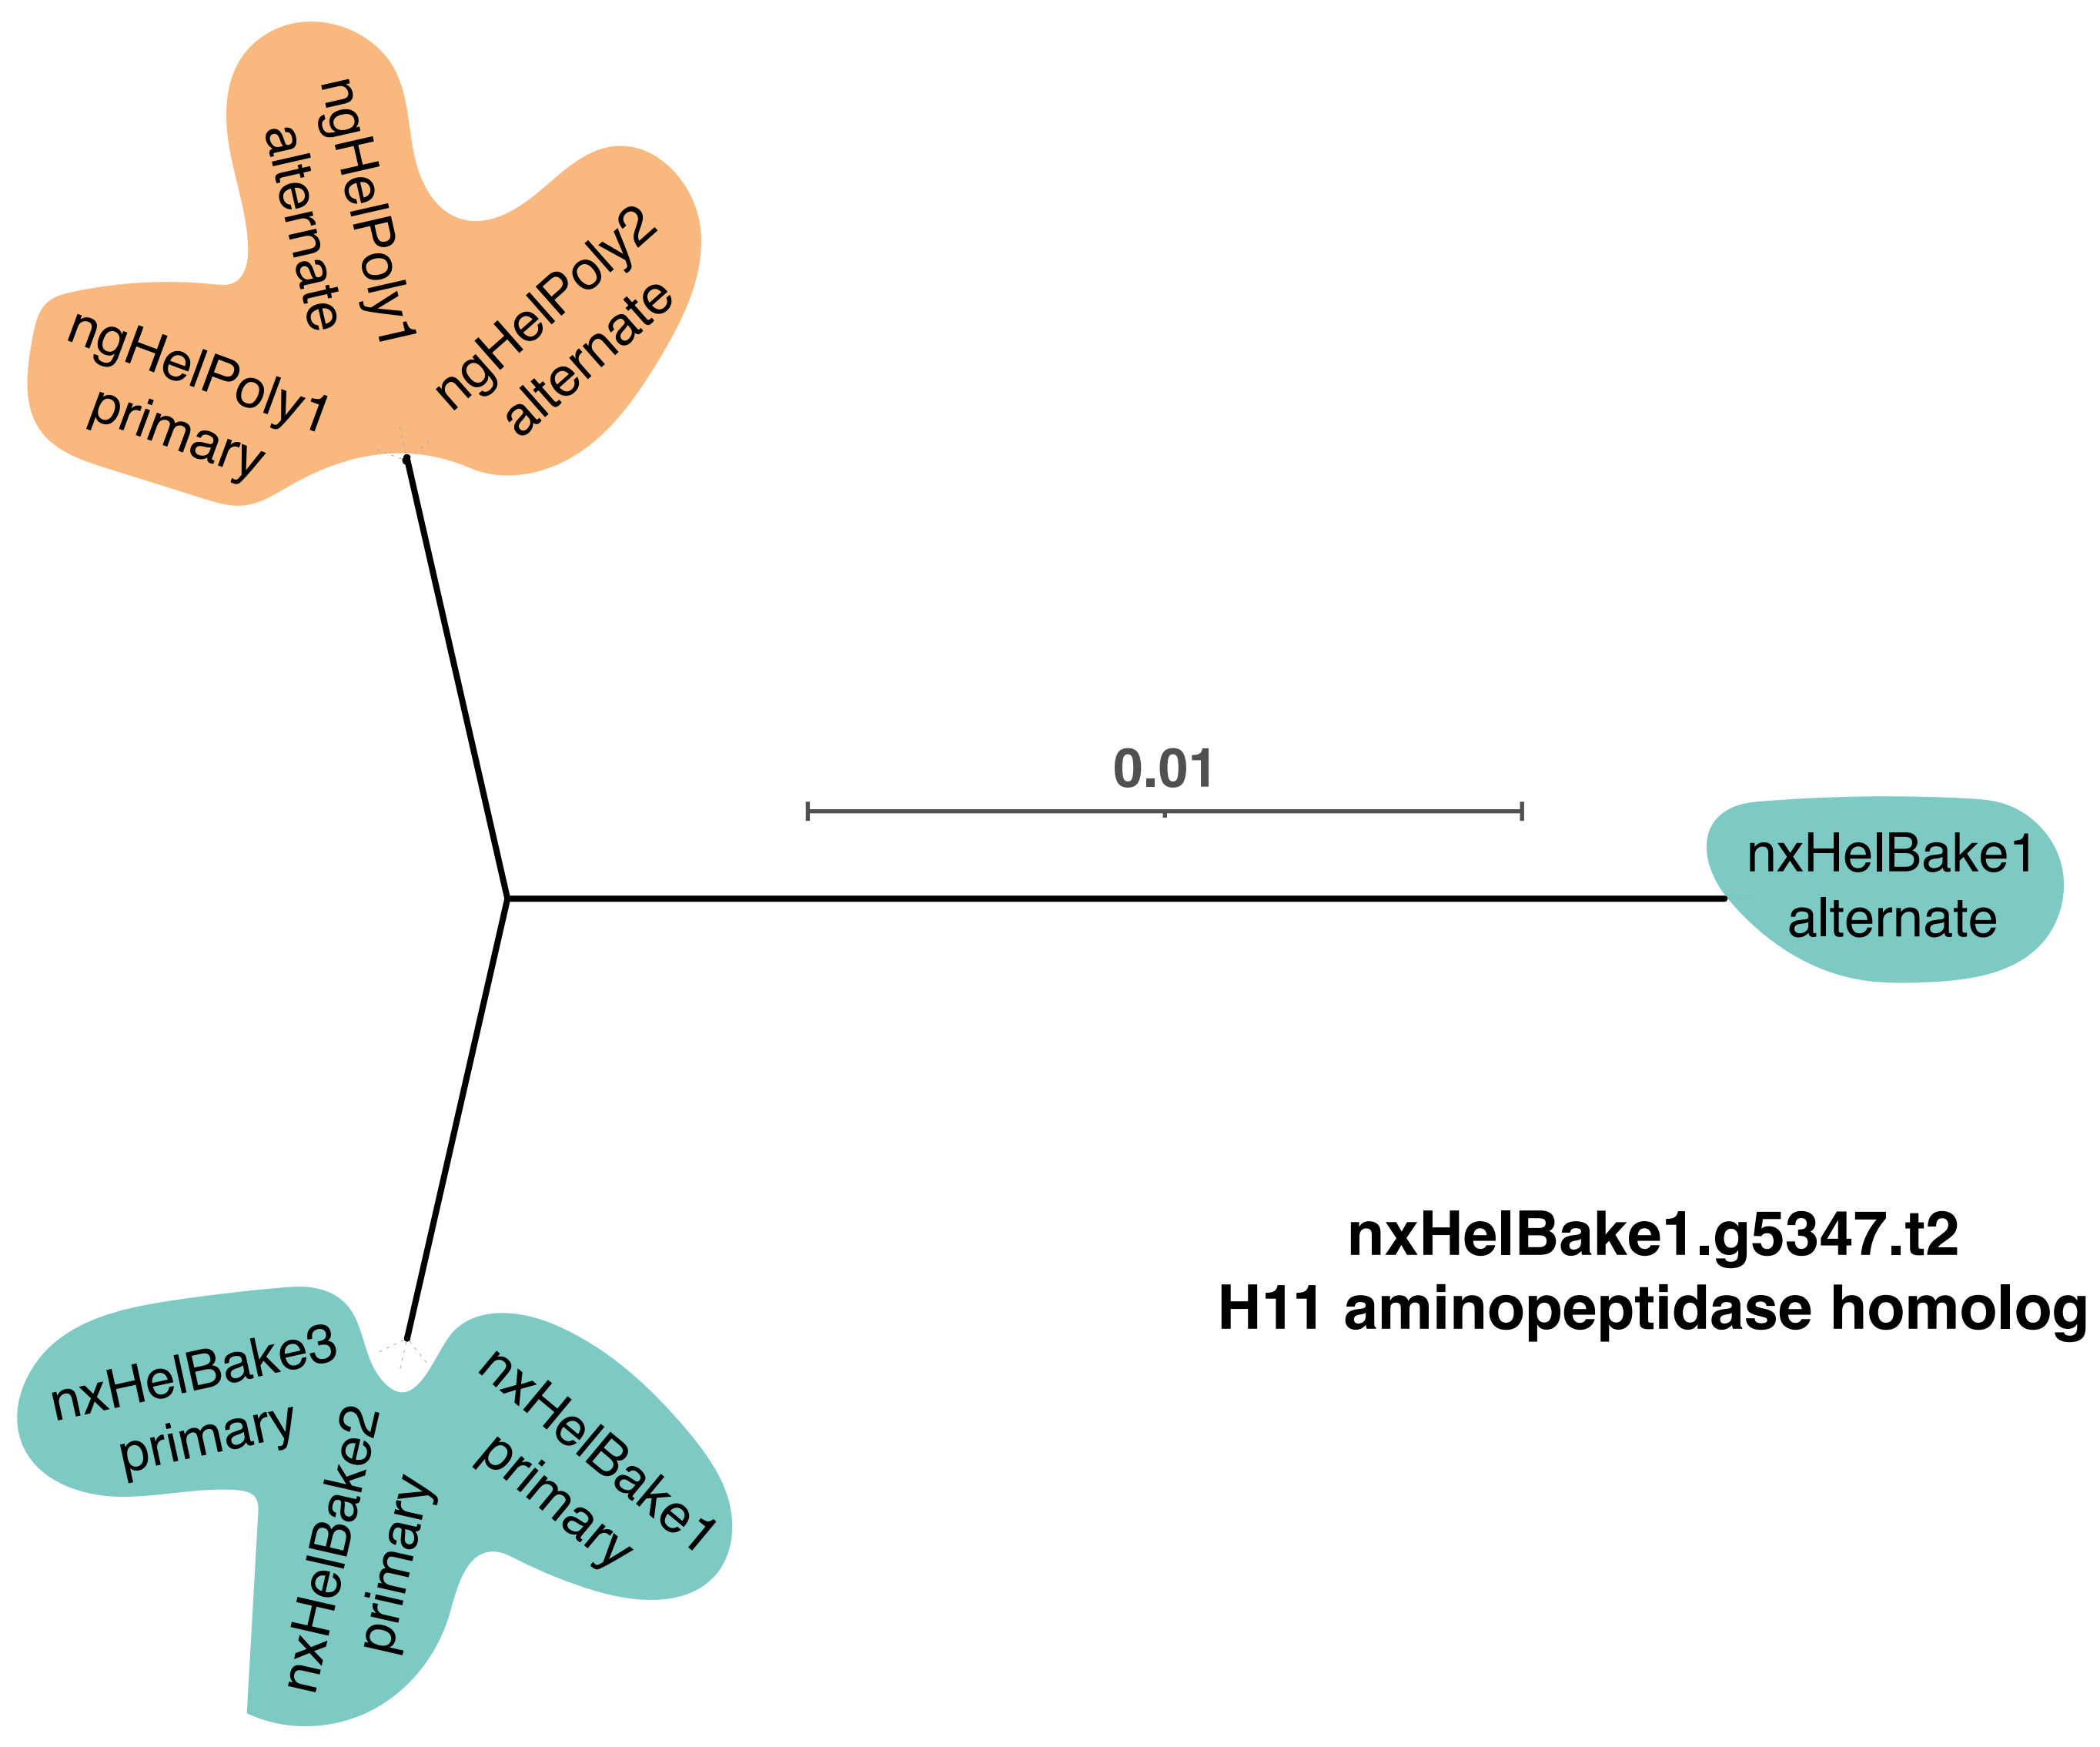 ngHelPoly1
alternate
ngHelPoly2
alternate
ngHelPoly1
primary
0.01
nxHelBake1
alternate
nxHelBake1.g5347.t2
H11 aminopeptidase homolog
nxHelBake3
primary
nxHelBake2
primary
nxHelBake1
primary